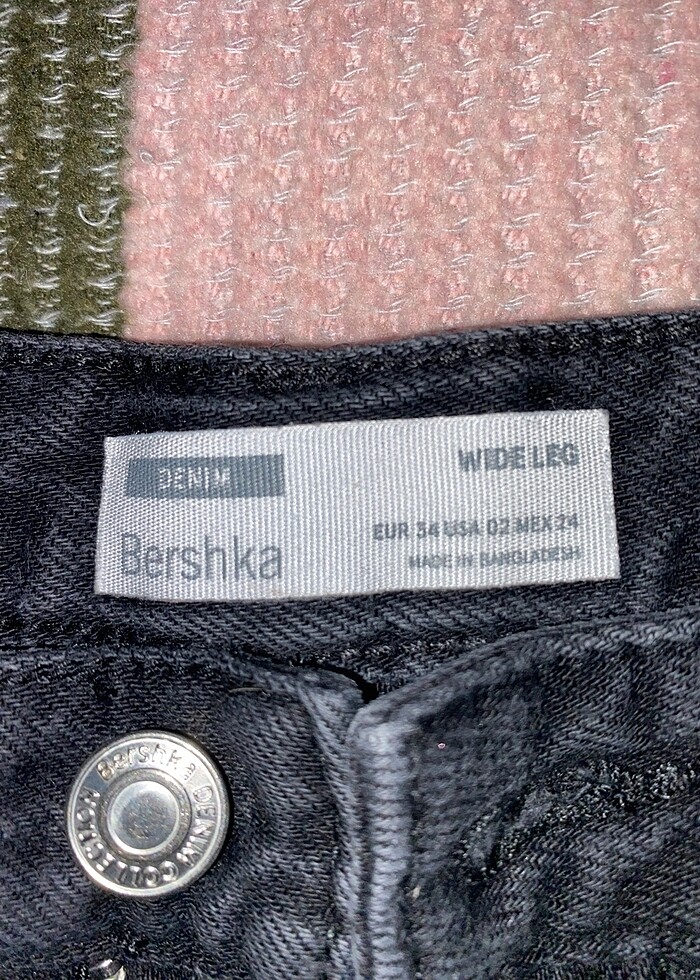 DENIM
WIDE LEG
Bershka
EUR 34 USA 02 MEX 24
MADE IN BANGLADESH
Bershka DENIM COLLECTION